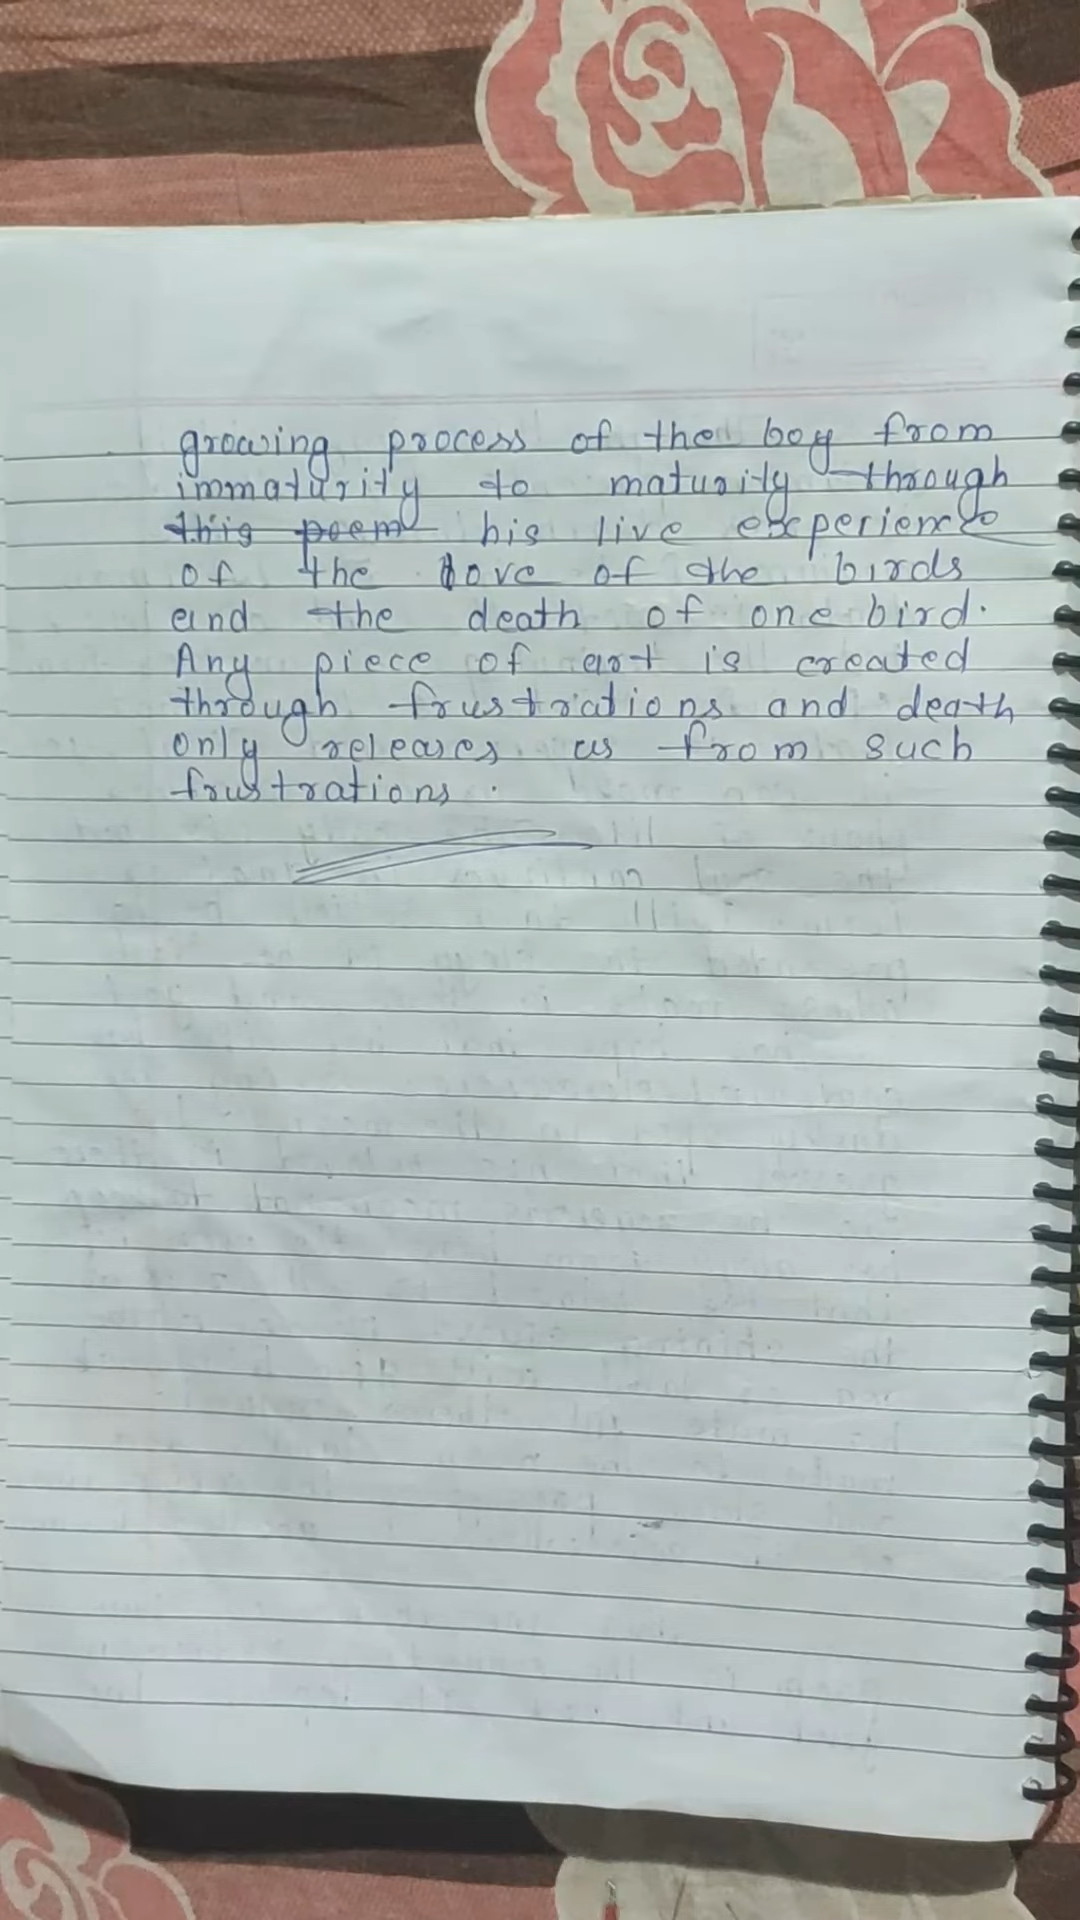 growing process of the boy from
immaturity to maturity through
this poem his live experience
of the love of the birds
and the death of one bird.
Any piece of art is created
through frustrations and death
only releases us from such
frustrations.